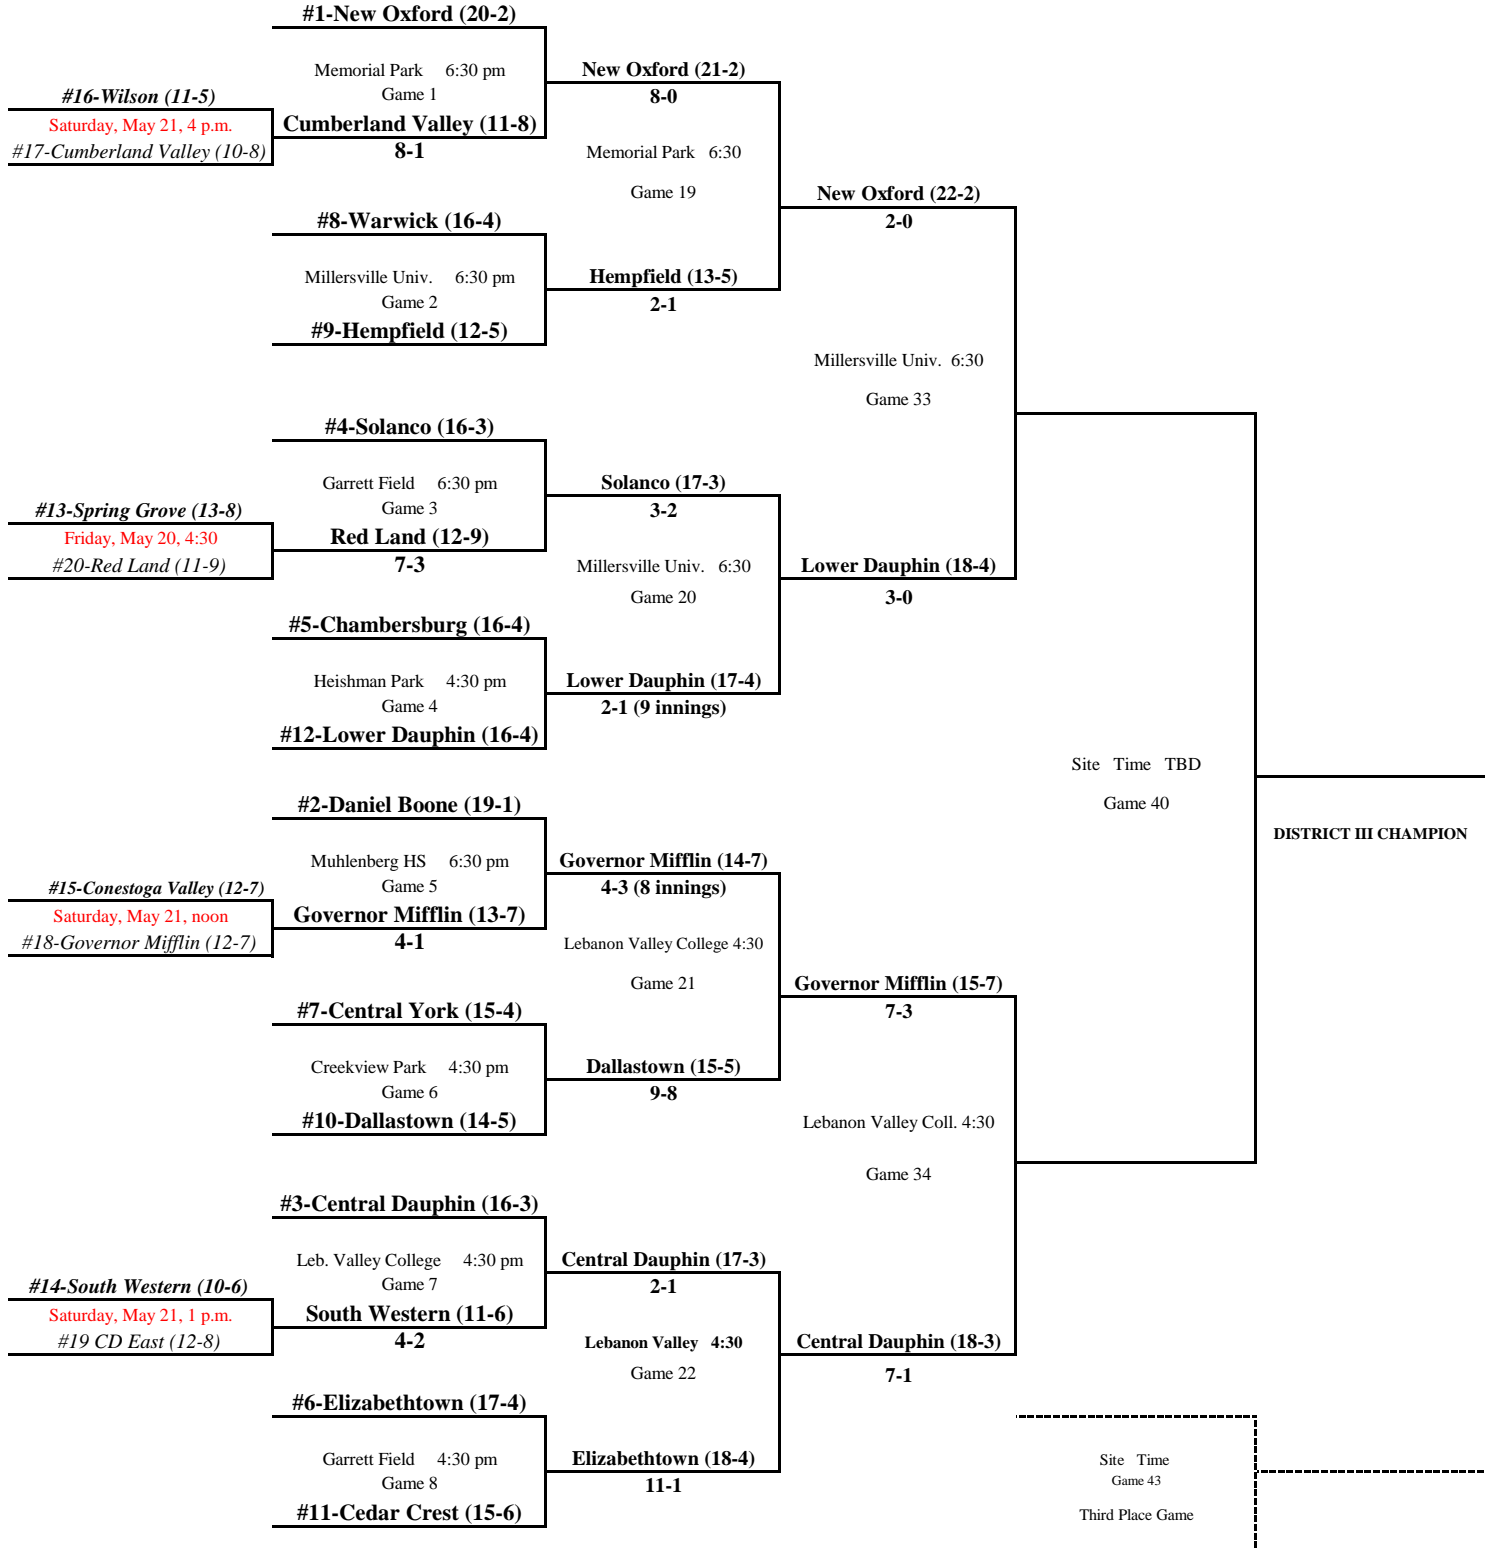 #1-New Oxford (20-2)
Memorial Park 6:30 pm
Game 1
#16-Wilson (11-5)
Saturday, May 21, 4 p.m.
#17-Cumberland Valley (10-8)
Cumberland Valley (11-8)
8-1
New Oxford (21-2)
8-0
Memorial Park 6:30
Game 19
#8-Warwick (16-4)
Millersville Univ. 6:30 pm
Game 2
#9-Hempfield (12-5)
Hempfield (13-5)
2-1
New Oxford (22-2)
2-0
Millersville Univ. 6:30
Game 33
#4-Solanco (16-3)
Garrett Field 6:30 pm
Game 3
#13-Spring Grove (13-8)
Friday, May 20, 4:30
#20-Red Land (11-9)
Red Land (12-9)
7-3
Solanco (17-3)
3-2
Millersville Univ. 6:30
Game 20
Lower Dauphin (18-4)
3-0
#5-Chambersburg (16-4)
Heishman Park 4:30 pm
Game 4
#12-Lower Dauphin (16-4)
Lower Dauphin (17-4)
2-1 (9 innings)
Site Time TBD
Game 40
DISTRICT III CHAMPION
#2-Daniel Boone (19-1)
Muhlenberg HS 6:30 pm
Game 5
#15-Conestoga Valley (12-7)
Saturday, May 21, noon
#18-Governor Mifflin (12-7)
Governor Mifflin (13-7)
4-1
Governor Mifflin (14-7)
4-3 (8 innings)
Lebanon Valley College 4:30
Game 21
Governor Mifflin (15-7)
7-3
#7-Central York (15-4)
Creekview Park 4:30 pm
Game 6
#10-Dallastown (14-5)
Dallastown (15-5)
9-8
Lebanon Valley Coll. 4:30
Game 34
#3-Central Dauphin (16-3)
Leb. Valley College 4:30 pm
Game 7
#14-South Western (10-6)
Saturday, May 21, 1 p.m.
#19 CD East (12-8)
South Western (11-6)
4-2
Central Dauphin (17-3)
2-1
Lebanon Valley 4:30
Game 22
Central Dauphin (18-3)
7-1
#6-Elizabethtown (17-4)
Garrett Field 4:30 pm
Game 8
#11-Cedar Crest (15-6)
Elizabethtown (18-4)
11-1
Site Time
Game 43
Third Place Game